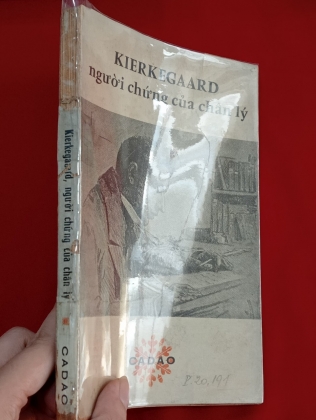 KIERKEGAARD
người chứng của chân lý
CADAO
Kierkegaard, người chứng của chân lý
CADAO